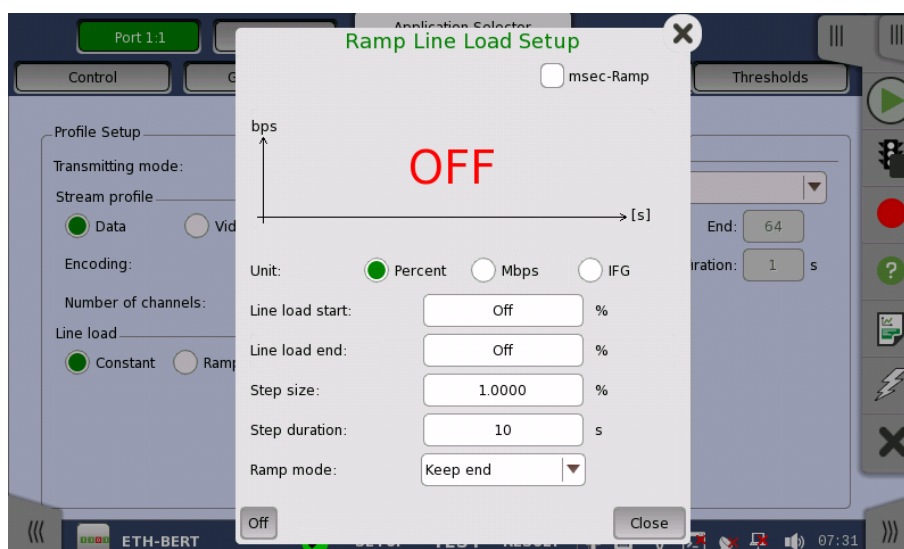 Port 1:1
Ramp Line Load Setup
msec-Ramp
Control
Thresholds
Profile Setup
Transmitting mode:
Stream profile
Data
Vid
Encoding:
Number of channels:
Line load
Constant
Ramp
bps
OFF
[s]
End: 64
1 s
Unit: Percent Mbps IFG
Line load start: Off %
Line load end: Off %
Step size: 1.0000 %
Step duration: 10 s
Ramp mode: Keep end
Off
Close
ETH-BERT
07:31